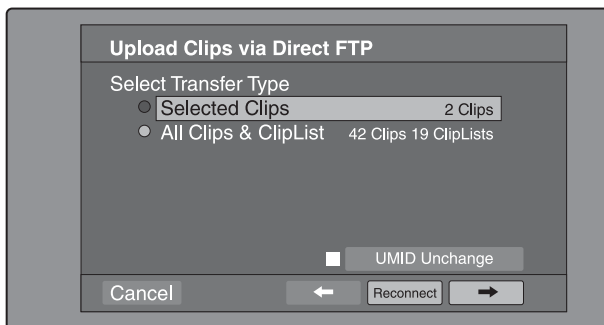 Upload Clips via Direct FTP
Select Transfer Type
Selected Clips 2 Clips
All Clips & ClipList 42 Clips 19 ClipLists
UMID Unchange
Cancel ← Reconnect →